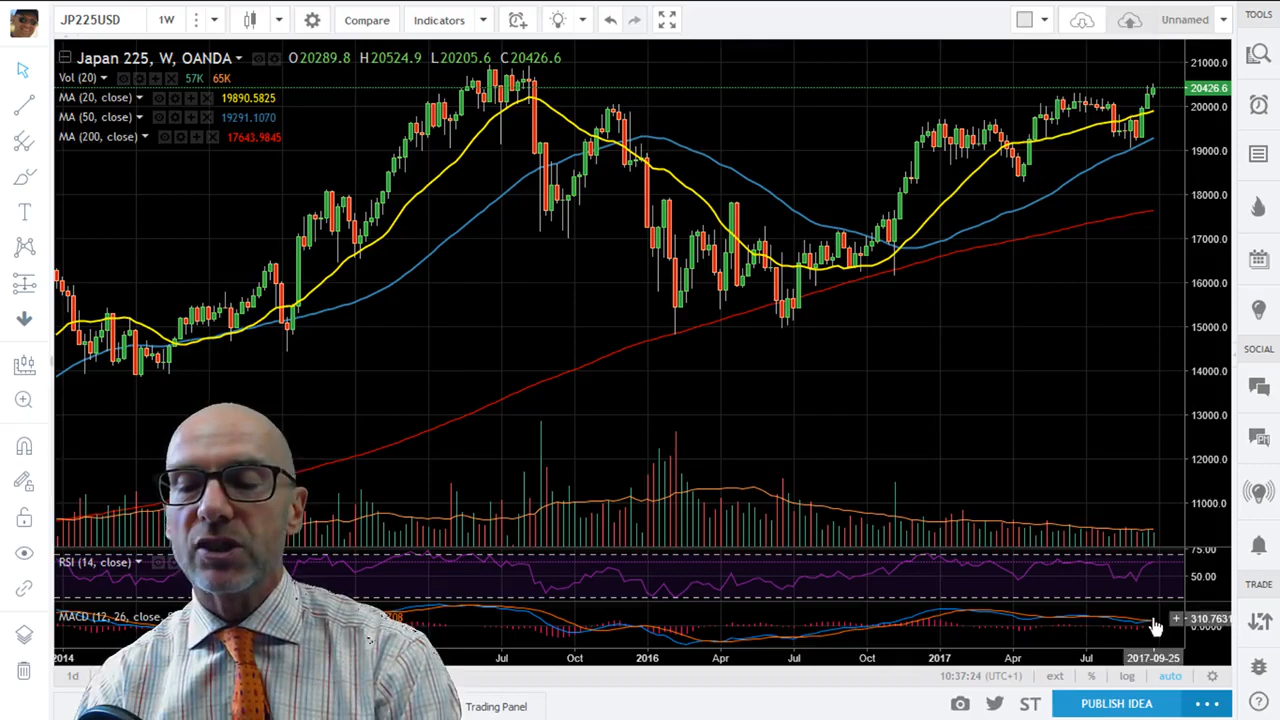 JP225USD 1W Compare Indicators Unnamed TOOLS
Japan 225, W, OANDA O20289.8 H20524.9 L20205.6 C20426.6
Vol (20) 57K 65K
MA (20, close) 19890.5825
MA (50, close) 19291.1070
MA (200, close) 17643.9845
21000.0
20426.6
20000.0
19000.0
18000.0
17000.0
16000.0
15000.0
14000.0
13000.0
12000.0
11000.0
SOCIAL
75.00
RSI (14, close)
50.00
TRADE
MACD (12, 26, close,
310.7631
0.0000
2014 Jul Oct 2016 Apr Jul Oct 2017 Apr Jul 2017-09-25
1d 10:37:24 (UTC+1) ext % log auto
Trading Panel ST PUBLISH IDEA